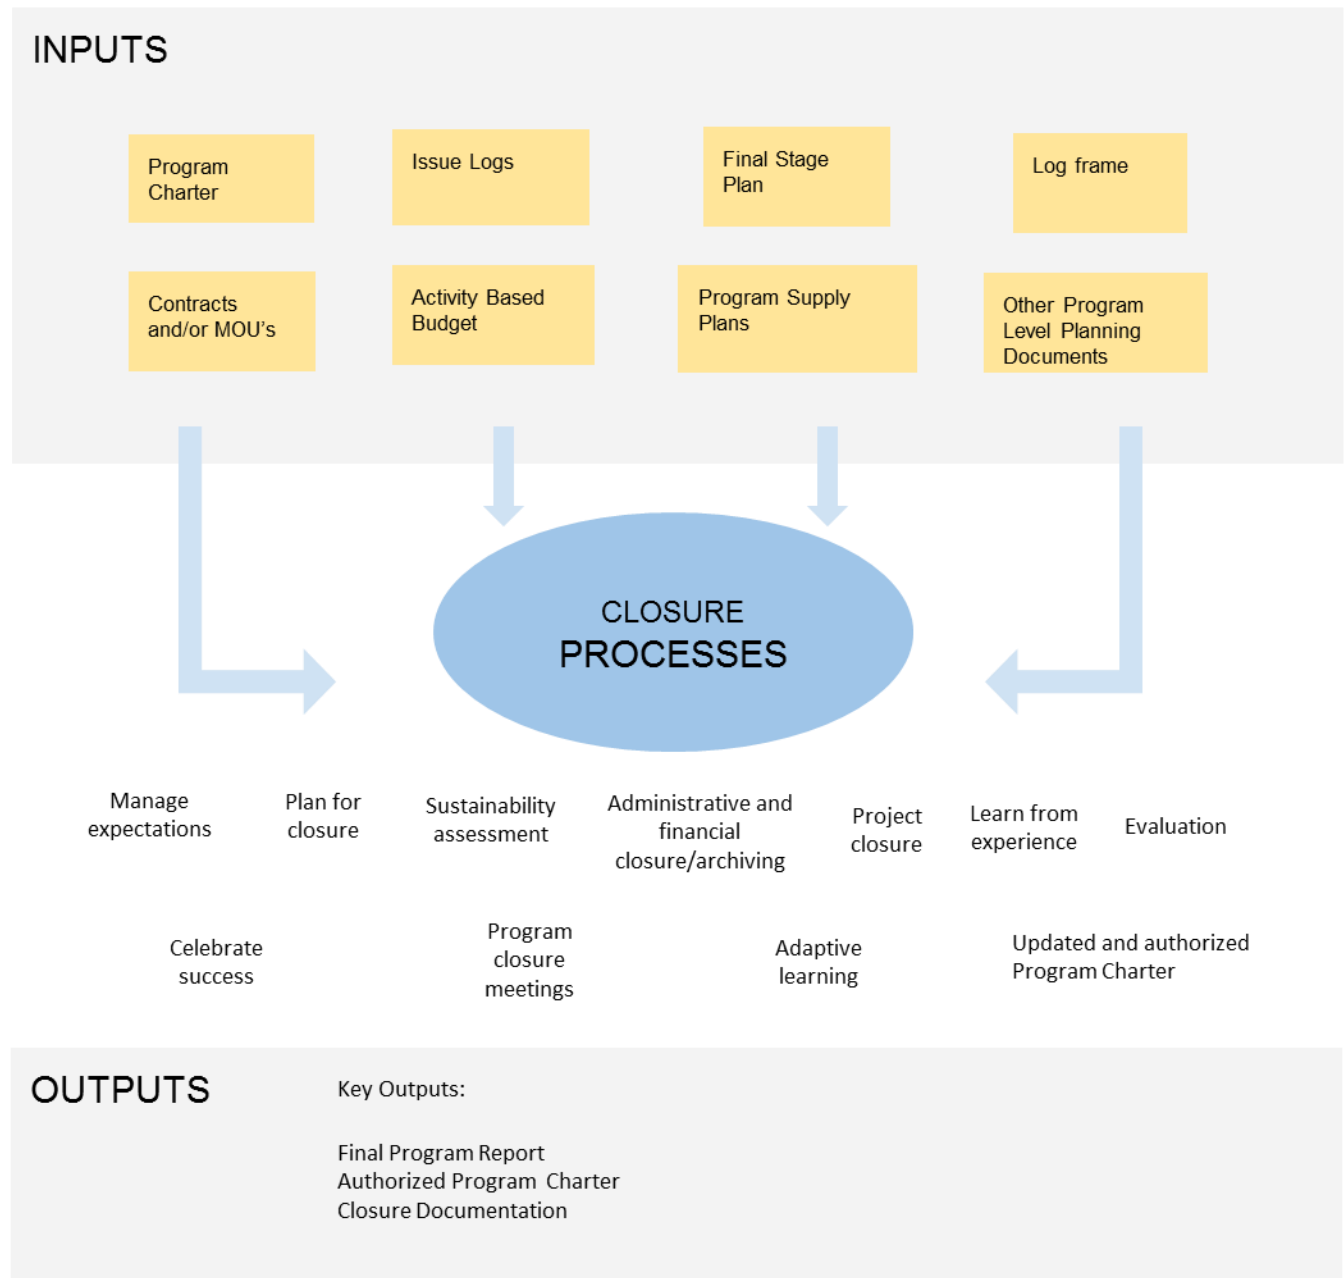 INPUTS
Program
Charter
Issue Logs
Final Stage
Plan
Log frame
Contracts
and/or MOU's
Activity Based
Budget
Program Supply
Plans
Other Program
Level Planning
Documents
CLOSURE
PROCESSES
Manage
expectations
Plan for
closure
Sustainability
assessment
Administrative and
financial
closure/archiving
Project
closure
Learn from
experience
Evaluation
Celebrate
success
Program
closure
meetings
Adaptive
learning
Updated and authorized
Program Charter
OUTPUTS
Key Outputs:
Final Program Report
Authorized Program Charter
Closure Documentation